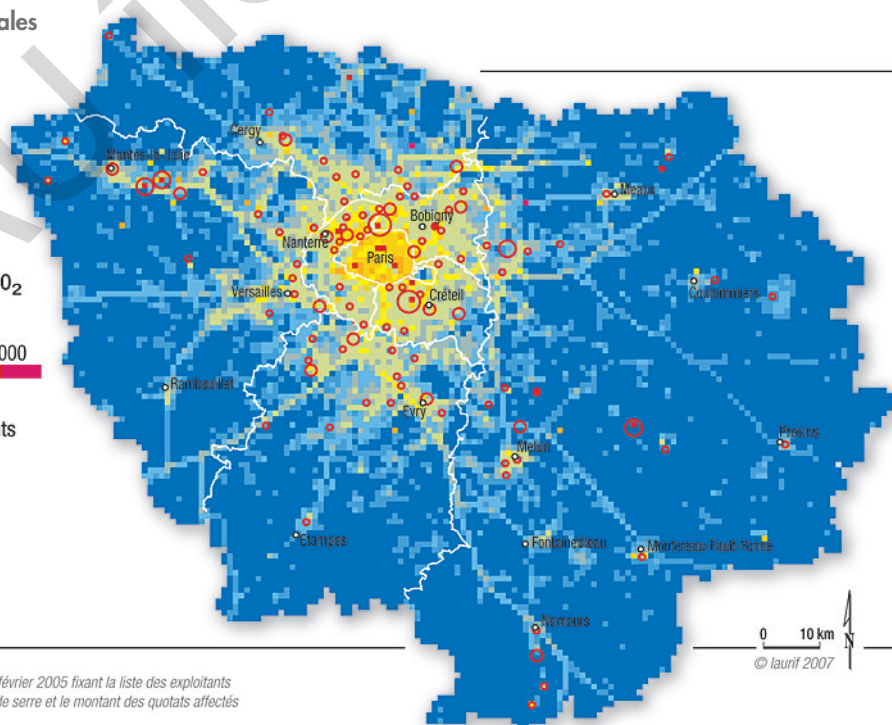 ales
Cergy
Mantes-la-Jolie
Meaux
Bobigny
Nanterre
Paris
O₂
Versailles
Créteil
Coulommiers
000
Rambouillet
ts
Evry
Provins
Melun
Etampes
Fontainebleau
Montereau-Fault-Yonne
Nemours
0 10 km
N
© Iaurif 2007
février 2005 fixant la liste des exploitants
de serre et le montant des quotats affectés